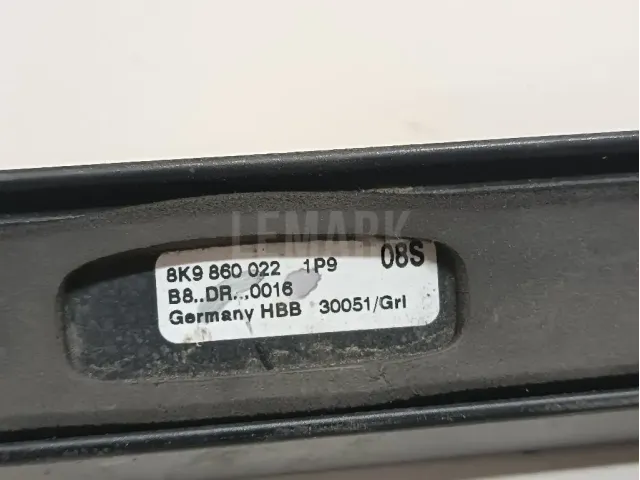 LEMARK
8K9 860 022 1P9 08S
B8..DR...0016
Germany HBB 30051/Grl